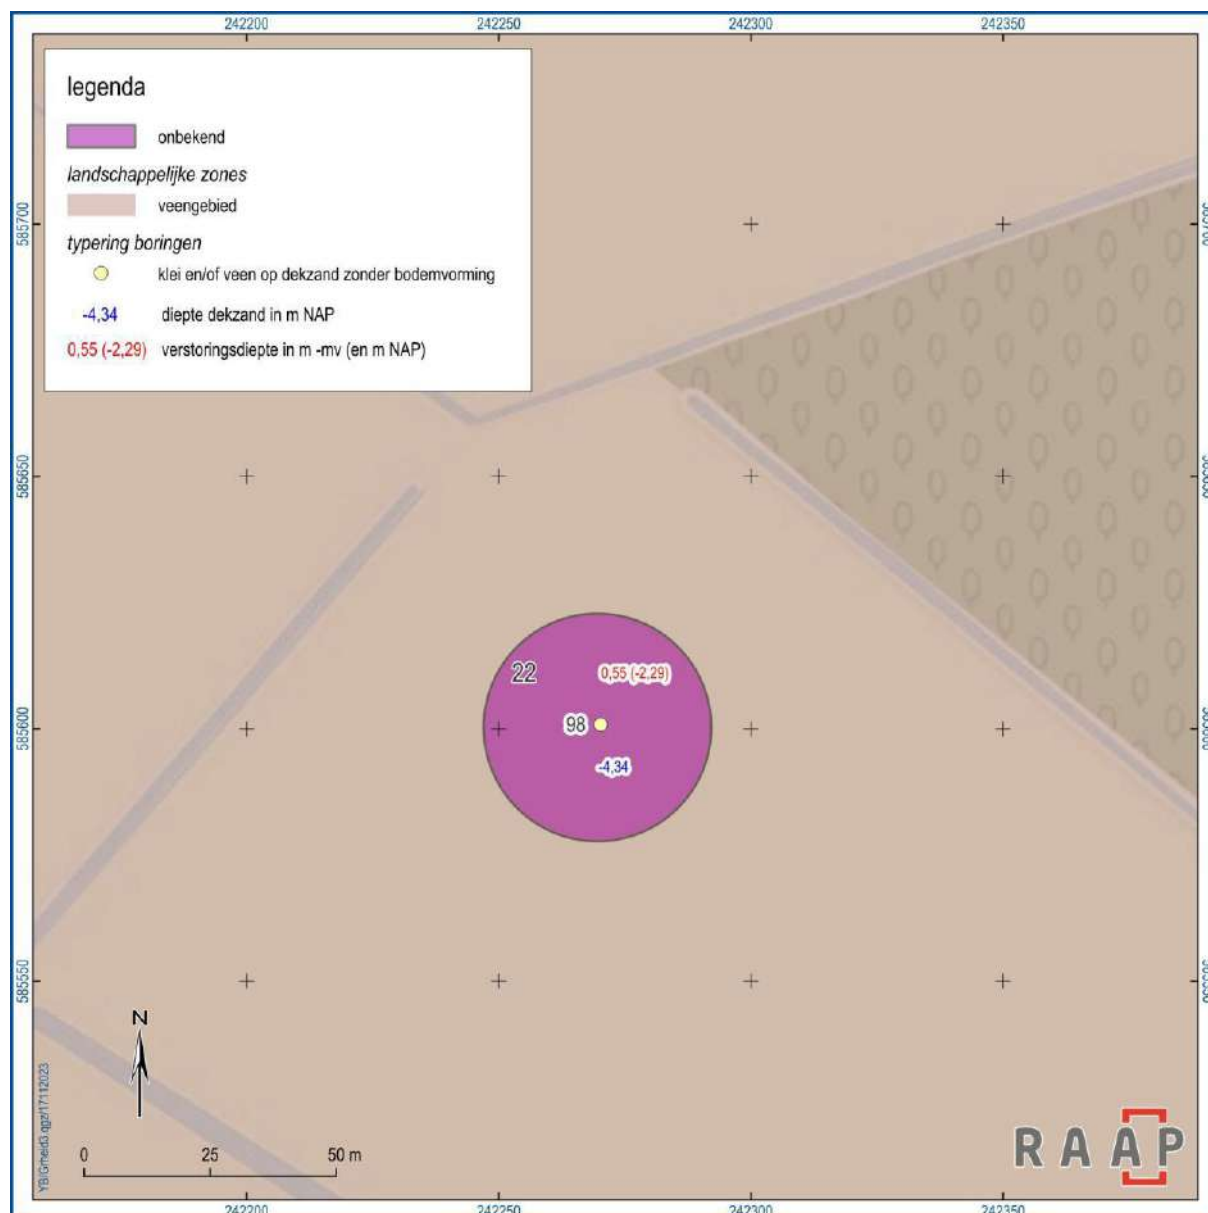 242200 242250 242300 242350
legenda
onbekend
landschappelijke zones
veengebied
typering boringen
klei en/of veen op dekzand zonder bodemvorming
-4,34 diepte dekzand in m NAP
0,55 (-2,29) verstoringsdiepte in m -mv (en m NAP)
585700
585650
22 0,55 (-2,29)
98
-4,34
585600
585550
N
0 25 50 m
RAAP
242200 242250 242300 242350